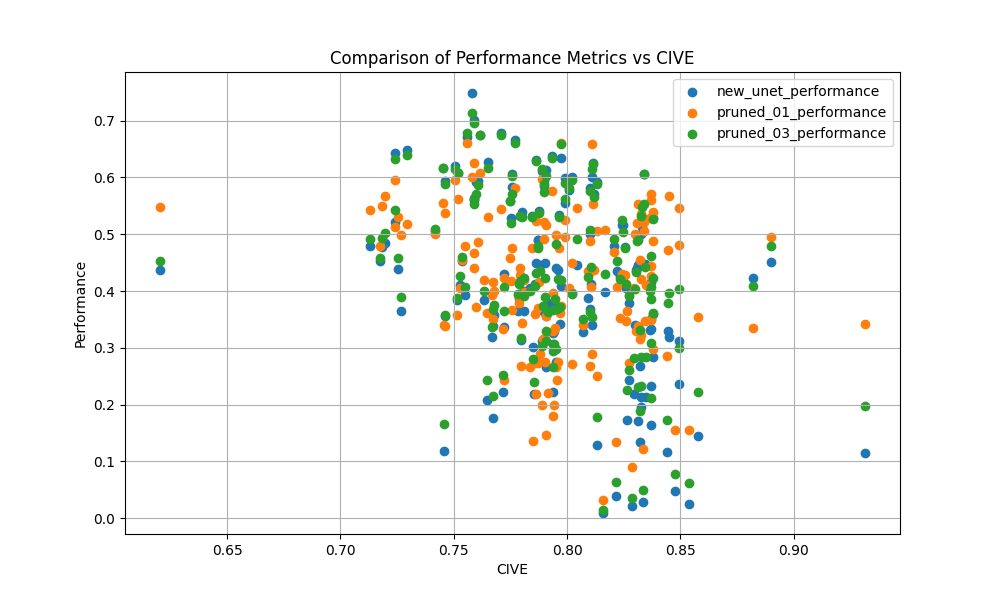 Comparison of Performance Metrics vs CIVE
new_unet_performance
pruned_01_performance
pruned_03_performance
Performance
0.7
0.6
0.5
0.4
0.3
0.2
0.1
0.0
0.65 0.70 0.75 0.80 0.85 0.90
CIVE